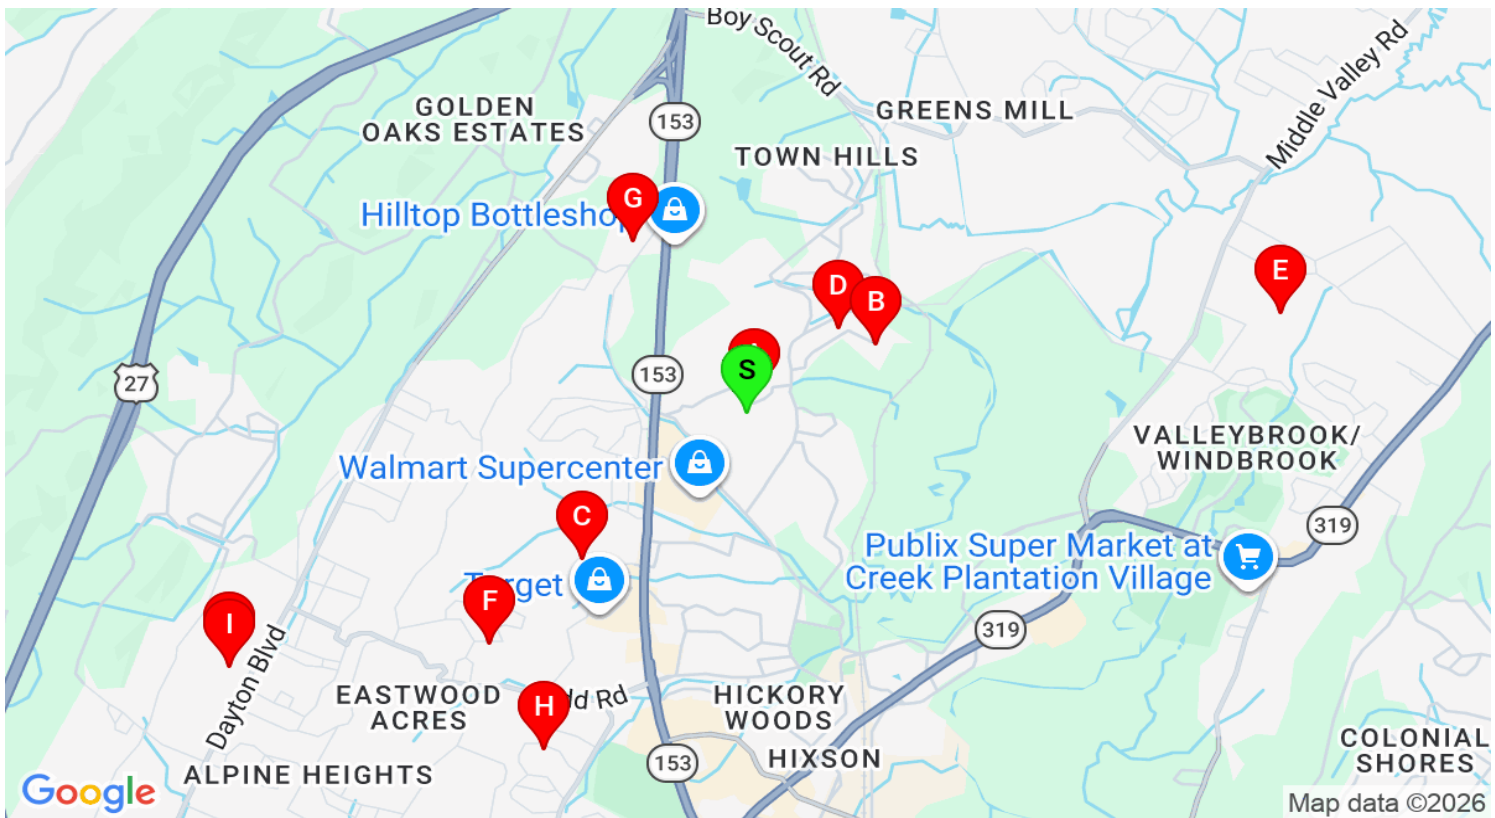 Boy Scout Rd
Middle Valley Rd
GOLDEN
OAKS ESTATES
153
GREENS MILL
TOWN HILLS
G
Hilltop Bottlesho
E
D
B
27
153
S
VALLEYBROOK/
WINDBROOK
Walmart Supercenter
C
319
Publix Super Market at
Creek Plantation Village
Target
F
I
319
Dayton Blvd
EASTWOOD
ACRES
H
dd Rd
HICKORY
WOODS
153
HIXSON
COLONIAL
SHORES
ALPINE HEIGHTS
Google
Map data ©2026